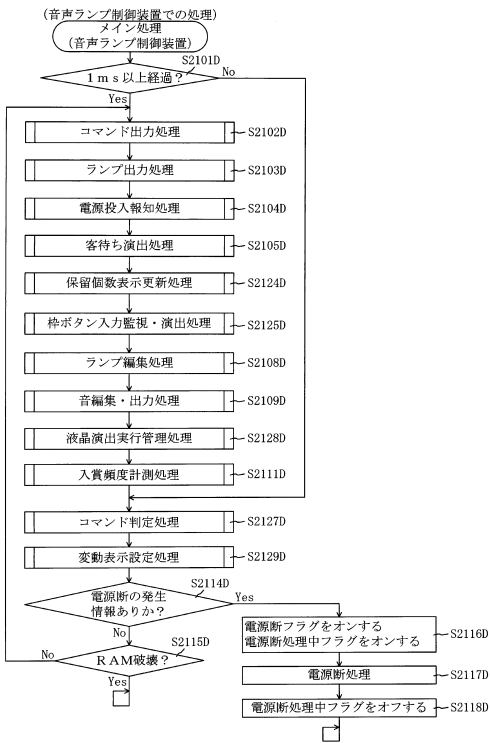 (音声ランプ制御装置での処理)
メイン処理
(音声ランプ制御装置)
S2101D
1ms以上経過?
No
Yes
コマンド出力処理
S2102D
ランプ出力処理
S2103D
電源投入報知処理
S2104D
客待ち演出処理
S2105D
保留個数表示更新処理
S2124D
枠ボタン入力監視・演出処理
S2125D
ランプ編集処理
S2108D
音編集・出力処理
S2109D
液晶演出実行管理処理
S2128D
入賞頻度計測処理
S2111D
コマンド判定処理
S2127D
変動表示設定処理
S2129D
S2114D
電源断の発生
情報ありか?
Yes
No
電源断フラグをオンする
電源断処理中フラグをオンする
S2116D
S2115D
RAM破壊?
No
Yes
電源断処理
S2117D
電源断処理中フラグをオフする
S2118D